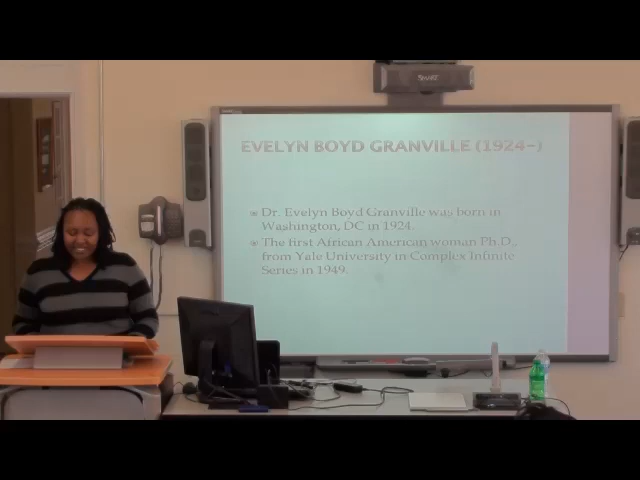 SMART
EVELYN BOYD GRANVILLE (1924-)
Dr. Evelyn Boyd Granville was born in
Washington, DC in 1924.
The first African American woman Ph.D.,
from Yale University in Complex Infinite
Series in 1949.